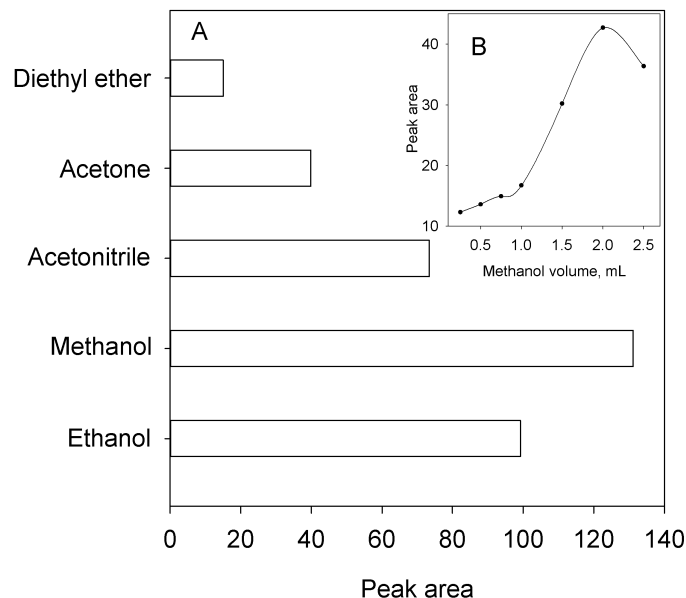 A
Diethyl ether
Acetone
Acetonitrile
Methanol
Ethanol
0 20 40 60 80 100 120 140
Peak area
B
Peak area
40
30
20
10
0.5 1.0 1.5 2.0 2.5
Methanol volume, mL